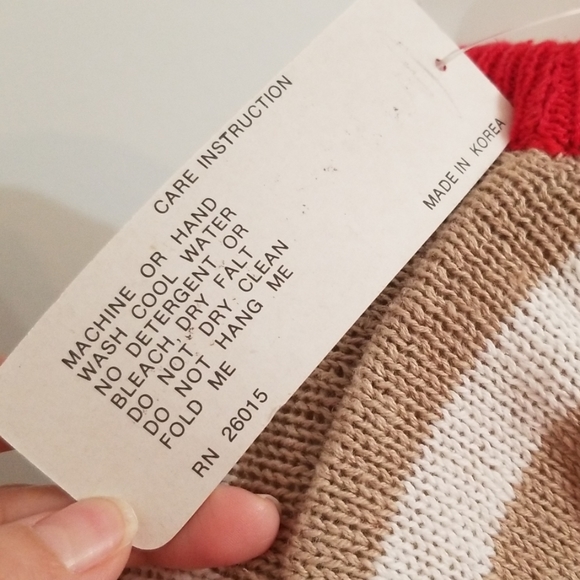 CARE INSTRUCTION
MACHINE OR HAND
WASH COOL WATER
NO DETERGENT OR
BLEACH, DRY FALT
DO NOT, DRY CLEAN
DO NOT HANG ME
FOLD ME
RN 26015
MADE IN KOREA